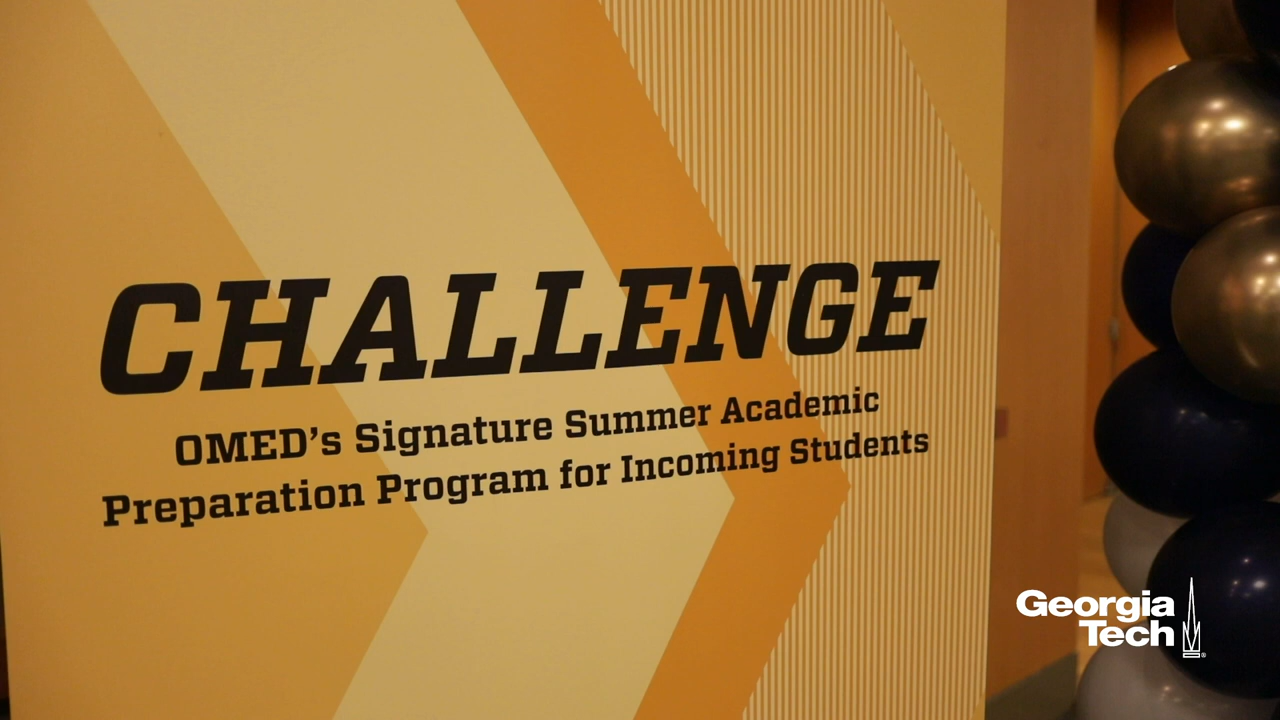 CHALLENGE
OMED's Signature Summer Academic
Preparation Program for Incoming Students
Georgia
Tech